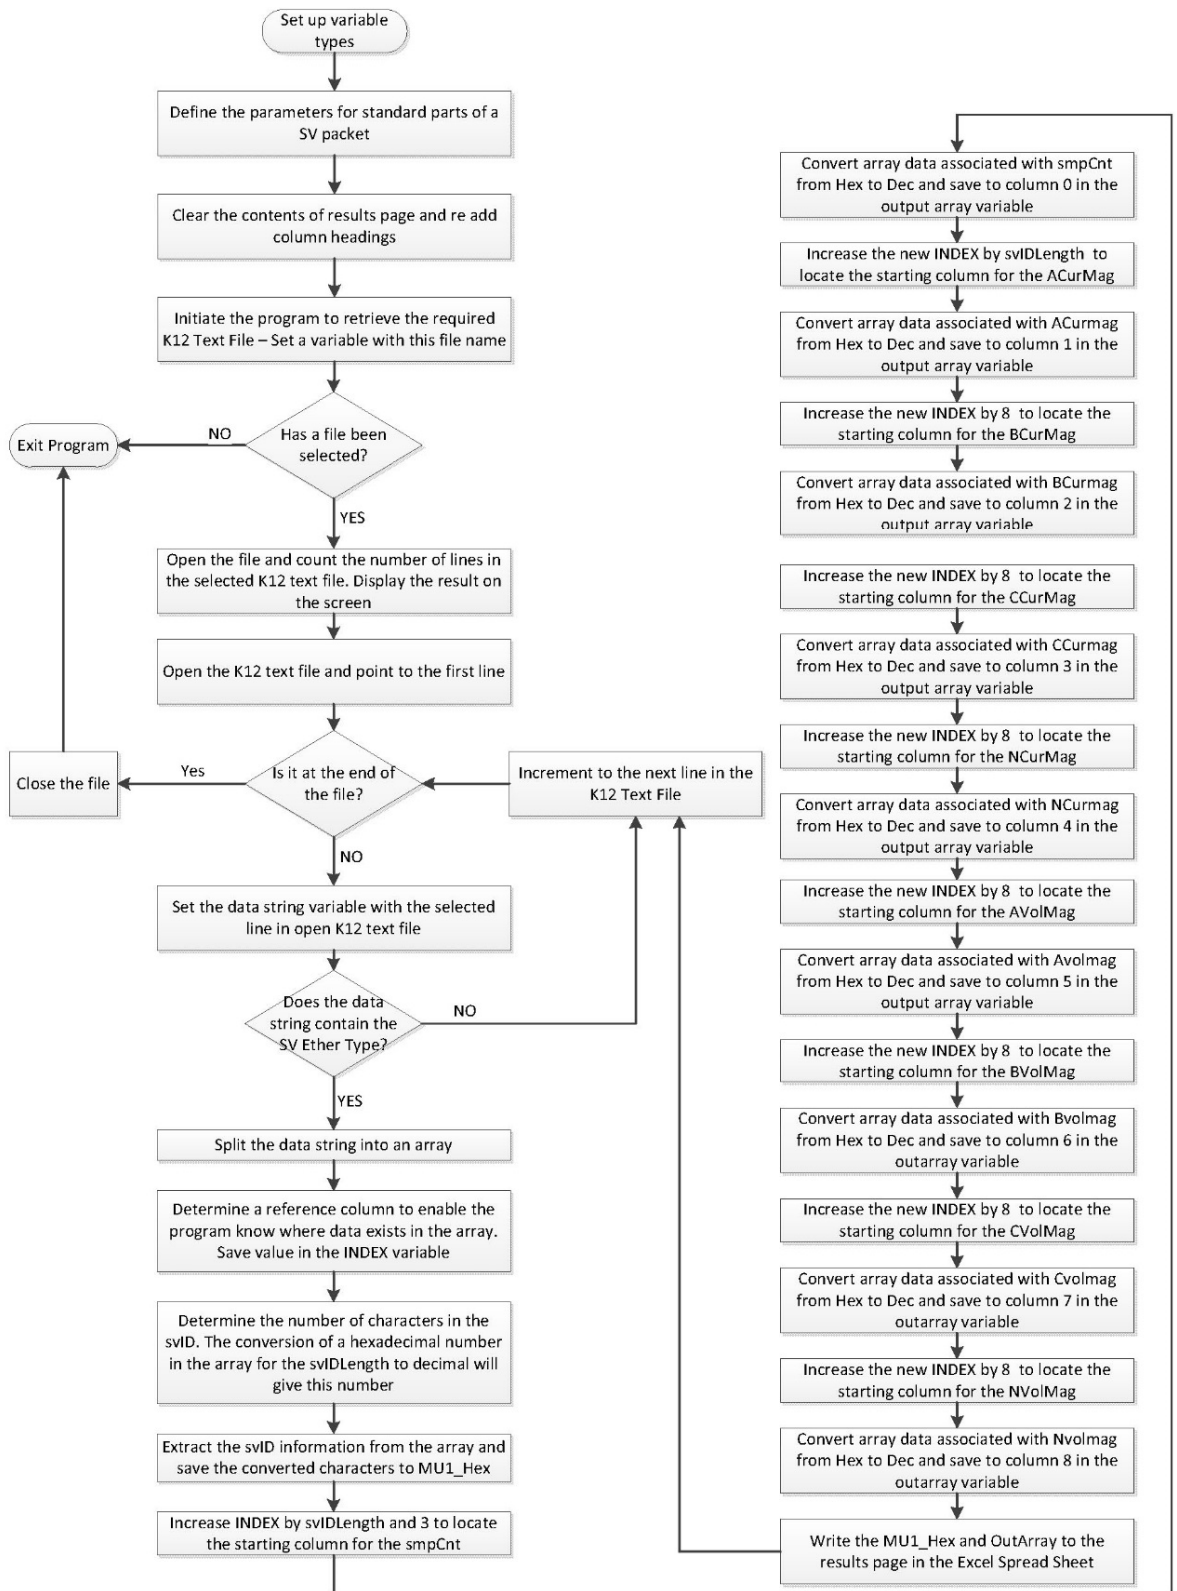 Set up variable
types
Define the parameters for standard parts of a
SV packet
Clear the contents of results page and re add
column headings
Initiate the program to retrieve the required
K12 Text File – Set a variable with this file name
Has a file been
selected?
NO
Exit Program
YES
Open the file and count the number of lines in
the selected K12 text file. Display the result on
the screen
Open the K12 text file and point to the first line
Is it at the end of
the file?
Yes
Close the file
Increment to the next line in the
K12 Text File
NO
Set the data string variable with the selected
line in open K12 text file
Does the data
string contain the
SV Ether Type?
NO
YES
Split the data string into an array
Determine a reference column to enable the
program know where data exists in the array.
Save value in the INDEX variable
Determine the number of characters in the
svID. The conversion of a hexadecimal number
in the array for the svIDLength to decimal will
give this number
Extract the svID information from the array and
save the converted characters to MU1_Hex
Increase INDEX by svIDLength and 3 to locate
the starting column for the smpCnt
Convert array data associated with smpCnt
from Hex to Dec and save to column 0 in the
output array variable
Increase the new INDEX by svIDLength to
locate the starting column for the ACurMag
Convert array data associated with ACurmag
from Hex to Dec and save to column 1 in the
output array variable
Increase the new INDEX by 8 to locate the
starting column for the BCurMag
Convert array data associated with BCurmag
from Hex to Dec and save to column 2 in the
output array variable
Increase the new INDEX by 8 to locate the
starting column for the CCurMag
Convert array data associated with CCurmag
from Hex to Dec and save to column 3 in the
output array variable
Increase the new INDEX by 8 to locate the
starting column for the NCurMag
Convert array data associated with NCurmag
from Hex to Dec and save to column 4 in the
output array variable
Increase the new INDEX by 8 to locate the
starting column for the AVolMag
Convert array data associated with Avolmag
from Hex to Dec and save to column 5 in the
output array variable
Increase the new INDEX by 8 to locate the
starting column for the BVolMag
Convert array data associated with Bvolmag
from Hex to Dec and save to column 6 in the
outarray variable
Increase the new INDEX by 8 to locate the
starting column for the CVolMag
Convert array data associated with Cvolmag
from Hex to Dec and save to column 7 in the
outarray variable
Increase the new INDEX by 8 to locate the
starting column for the NVolMag
Convert array data associated with Nvolmag
from Hex to Dec and save to column 8 in the
outarray variable
Write the MU1_Hex and OutArray to the
results page in the Excel Spread Sheet